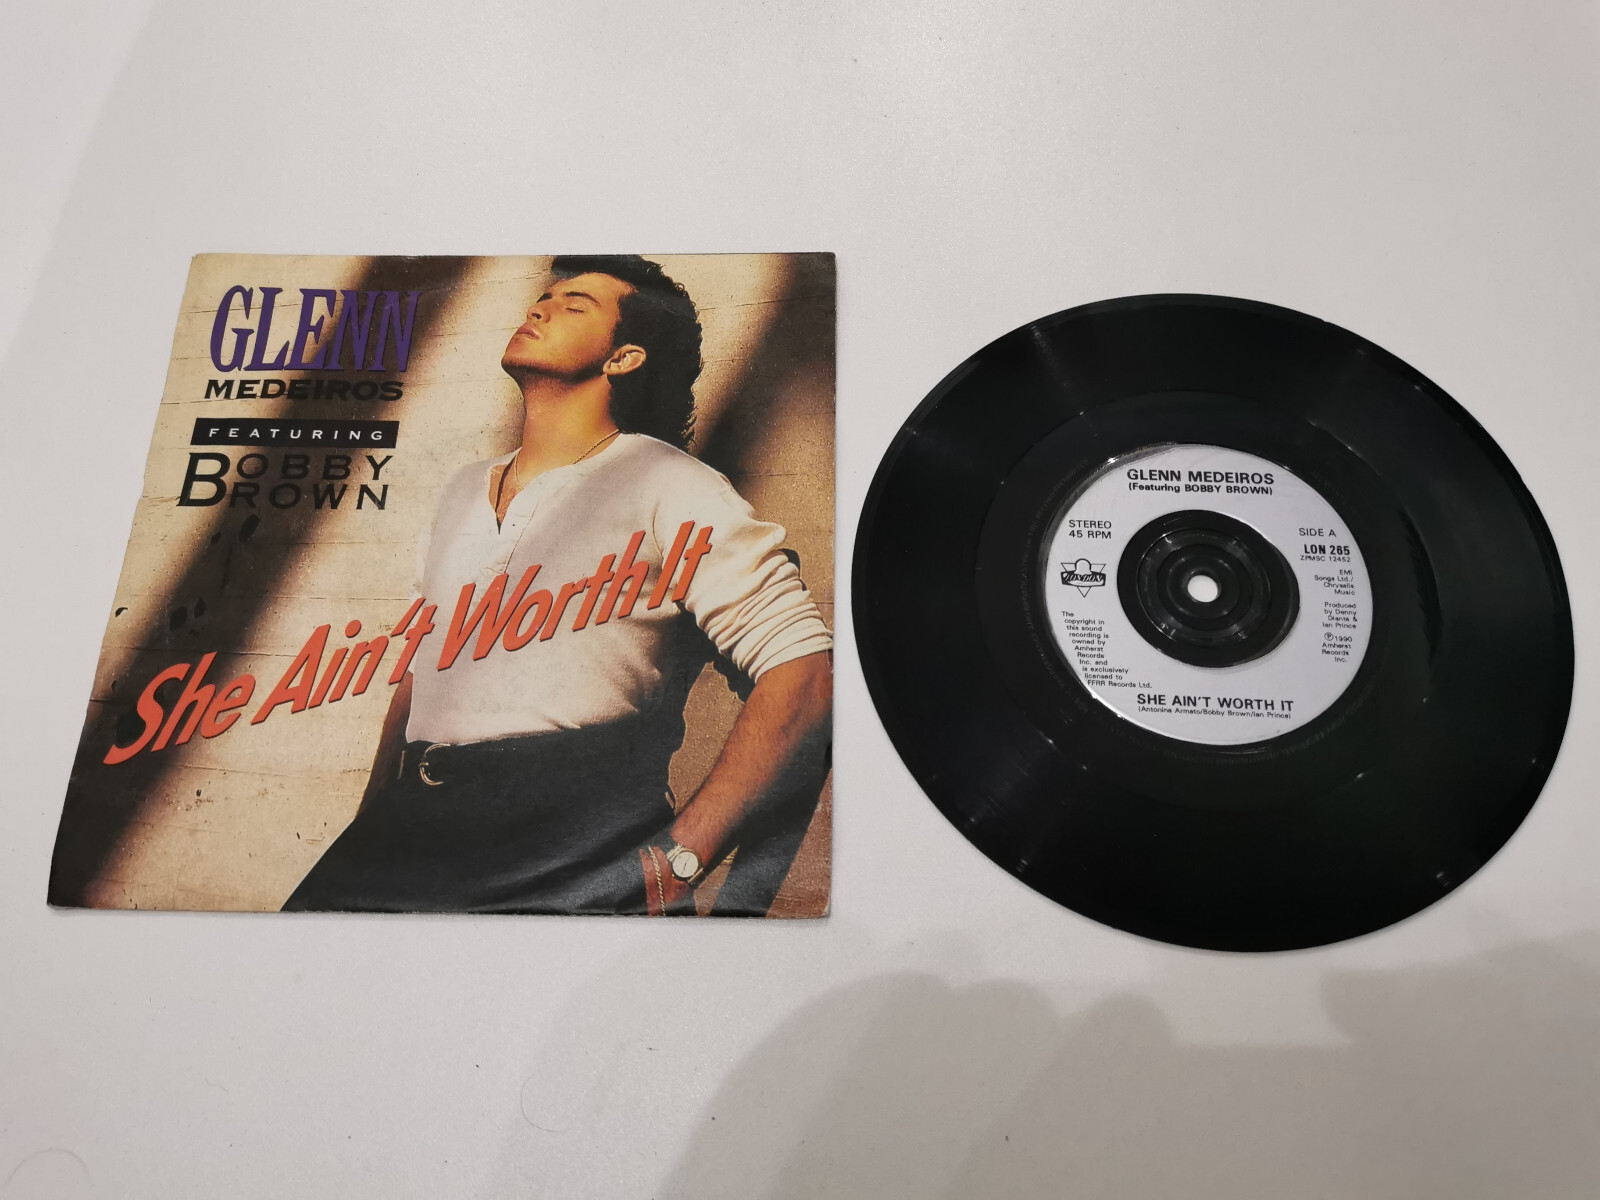 GLENN
MEDEIROS
FEATURING
BOBBY
BROWN
She Ain't Worth It
GLENN MEDEIROS
(Featuring BOBBY BROWN)
STEREO
45 RPM
SIDE A
LON 265
ZPMSC 12452
LONDON
EMI
Songs Ltd./
Chrysalis
Music
Produced
by Denny
Diante &
Ian Prince
℗1990
Amherst
Records
Inc.
The
copyright in
this sound
recording is
owned by
Amherst
Records
Inc. and
is exclusively
licensed to
FFRR Records Ltd.
SHE AIN'T WORTH IT
(Antonina Armato/Bobby Brown/Ian Prince)